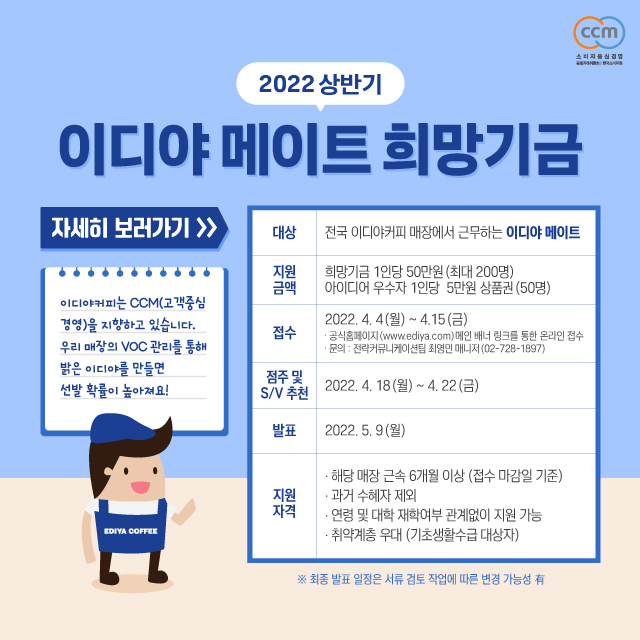 ccm
소비자중심경영
2022 상반기
이디야 메이트 희망기금
자세히 보러가기
이디야커피는 CCM(고객중심
경영)을 지향하고 있습니다.
우리 매장의 VOC 관리를 통해
밝은 이디야를 만들면
선발 확률이 높아져요!
EDIYA COFFEE
대상 전국 이디야커피 매장에서 근무하는 이디야 메이트
지원
금액
희망기금 1인당 50만원 (최대 200명)
아이디어 우수자 1인당 5만원 상품권 (50명)
접수
2022. 4. 4 (월) ~ 4.15 (금)
· 공식홈페이지 (www.ediya.com) 메인 배너 링크를 통한 온라인 접수
· 문의 : 전략커뮤니케이션팀 최영인 매니저 (02-728-1897)
점주 및
S/V 추천
2022. 4. 18 (월) ~ 4. 22 (금)
발표 2022. 5. 9 (월)
지원
자격
· 해당 매장 근속 6개월 이상 (접수 마감일 기준)
· 과거 수혜자 제외
· 연령 및 대학 재학여부 관계없이 지원 가능
· 취약계층 우대 (기초생활수급 대상자)
※ 최종 발표 일정은 서류 검토 작업에 따른 변경 가능성 有